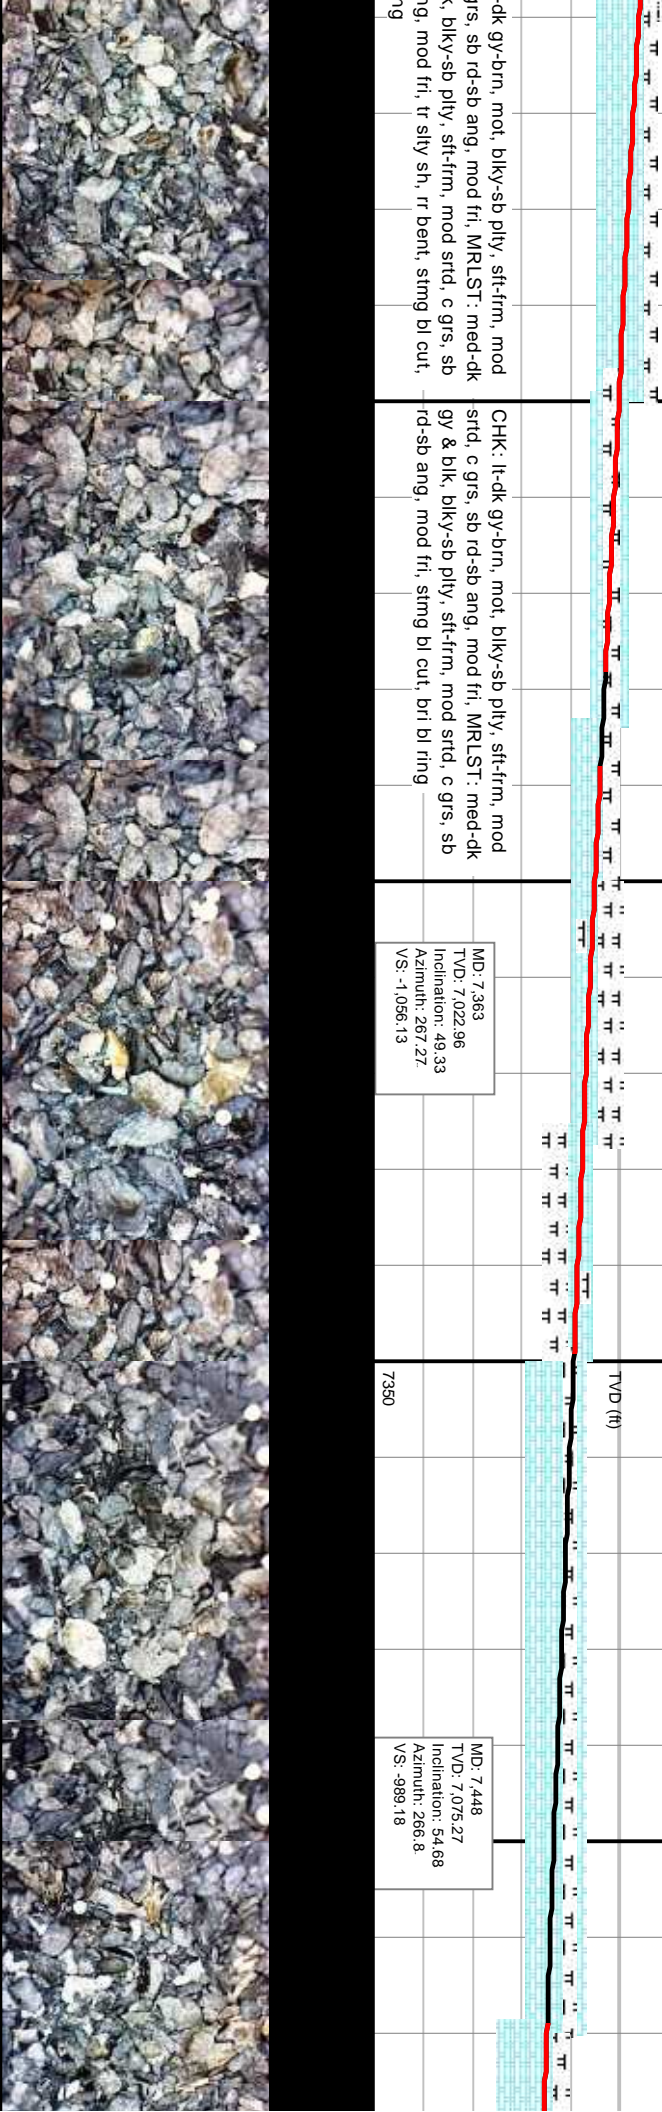 -dk gy-brn, mot, blky-sb plty, sft-frm, mod
grs, sb rd-sb ang, mod fri, MRLST: med-dk
k, blky-sb plty, sft-frm, mod srtd, c grs, sb
ng, mod fri, tr slty sh, rr bent, stmg bl cut,
ng
CHK: lt-dk gy-brn, mot, blky-sb plty, sft-frm, mod
srtd, c grs, sb rd-sb ang, mod fri, MRLST: med-dk
gy & blk, blky-sb plty, sft-frm, mod srtd, c grs, sb
rd-sb ang, mod fri, stmg bl cut, bri bl ring
MD: 7,363
TVD: 7,022.96
Inclination: 49.33
Azimuth: 267.27
VS: -1,056.13
TVD (ft)
7350
MD: 7,448
TVD: 7,075.27
Inclination: 54.68
Azimuth: 266.8
VS: -989.18